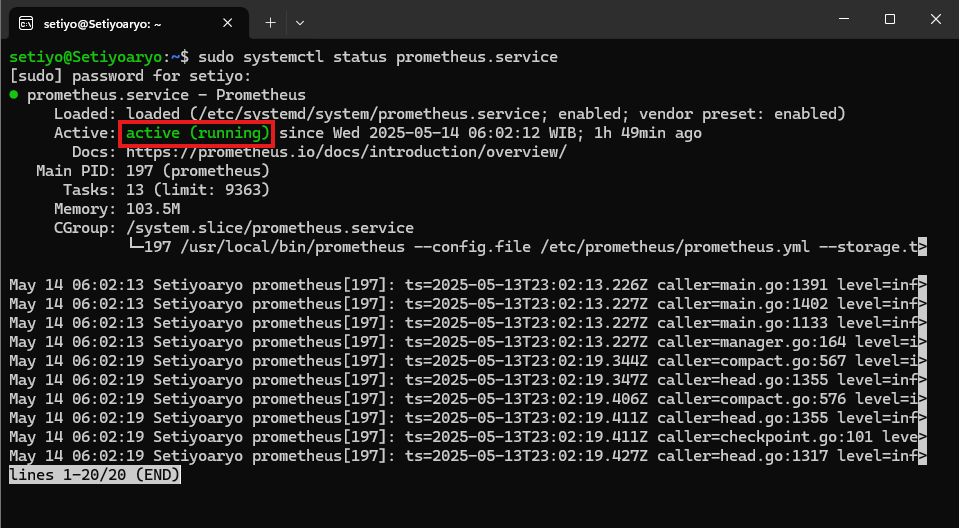 setiyo@Setiyoaryo: ~
setiyo@Setiyoaryo:~$ sudo systemctl status prometheus.service
[sudo] password for setiyo:
● prometheus.service - Prometheus
     Loaded: loaded (/etc/systemd/system/prometheus.service; enabled; vendor preset: enabled)
     Active: active (running) since Wed 2025-05-14 06:02:12 WIB; 1h 49min ago
       Docs: https://prometheus.io/docs/introduction/overview/
   Main PID: 197 (prometheus)
      Tasks: 13 (limit: 9363)
     Memory: 103.5M
     CGroup: /system.slice/prometheus.service
             └─197 /usr/local/bin/prometheus --config.file /etc/prometheus/prometheus.yml --storage.t>
May 14 06:02:13 Setiyoaryo prometheus[197]: ts=2025-05-13T23:02:13.226Z caller=main.go:1391 level=inf>
May 14 06:02:13 Setiyoaryo prometheus[197]: ts=2025-05-13T23:02:13.227Z caller=main.go:1402 level=inf>
May 14 06:02:13 Setiyoaryo prometheus[197]: ts=2025-05-13T23:02:13.227Z caller=main.go:1133 level=inf>
May 14 06:02:13 Setiyoaryo prometheus[197]: ts=2025-05-13T23:02:13.227Z caller=manager.go:164 level=i>
May 14 06:02:19 Setiyoaryo prometheus[197]: ts=2025-05-13T23:02:19.344Z caller=compact.go:567 level=i>
May 14 06:02:19 Setiyoaryo prometheus[197]: ts=2025-05-13T23:02:19.347Z caller=head.go:1355 level=inf>
May 14 06:02:19 Setiyoaryo prometheus[197]: ts=2025-05-13T23:02:19.406Z caller=compact.go:576 level=i>
May 14 06:02:19 Setiyoaryo prometheus[197]: ts=2025-05-13T23:02:19.411Z caller=head.go:1355 level=inf>
May 14 06:02:19 Setiyoaryo prometheus[197]: ts=2025-05-13T23:02:19.411Z caller=checkpoint.go:101 leve>
May 14 06:02:19 Setiyoaryo prometheus[197]: ts=2025-05-13T23:02:19.427Z caller=head.go:1317 level=inf>
lines 1-20/20 (END)